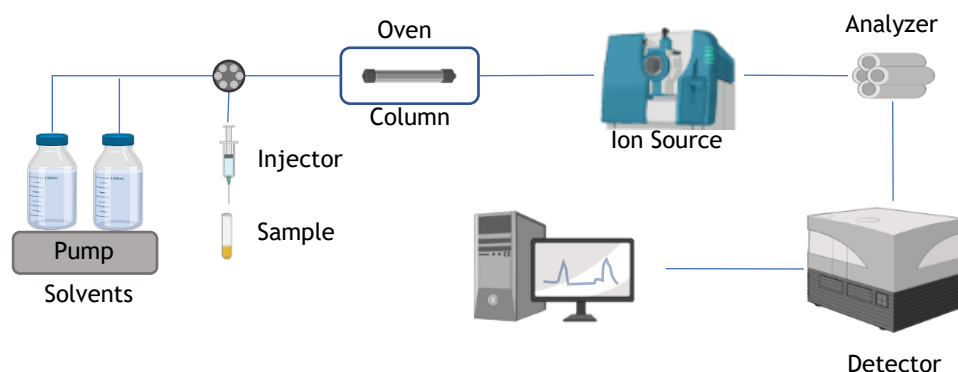 Oven
Analyzer
Column
Ion Source
Injector
Sample
Pump
Solvents
Detector